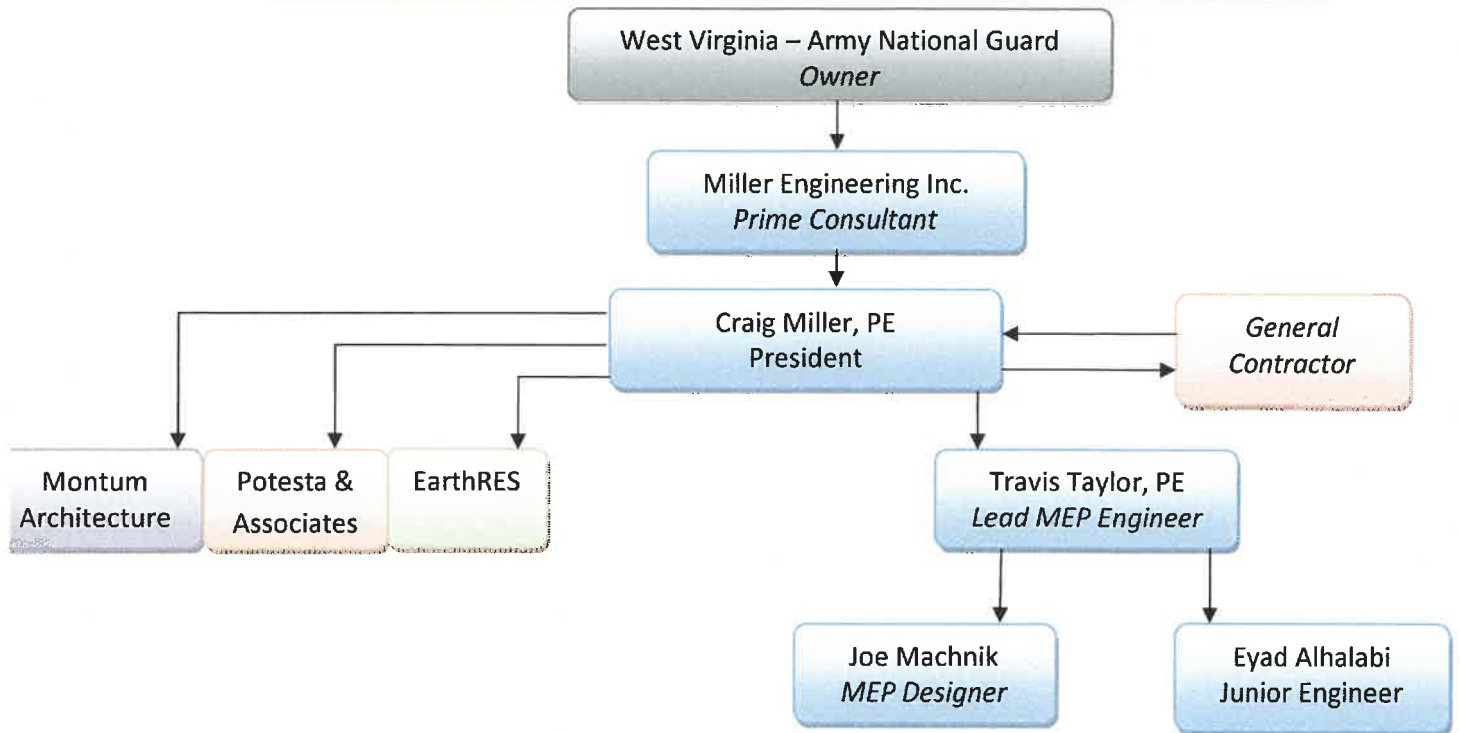 West Virginia – Army National Guard
Owner
Miller Engineering Inc.
Prime Consultant
Craig Miller, PE
President
General
Contractor
Montum
Architecture
Potesta &
Associates
EarthRES
Travis Taylor, PE
Lead MEP Engineer
Joe Machnik
MEP Designer
Eyad Alhalabi
Junior Engineer